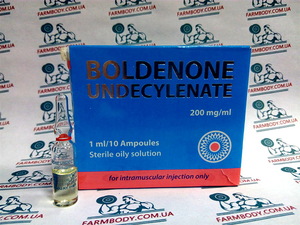 BOLDENONE
UNDECYLENATE
200 mg/ml
1 ml/10 Ampoules
Sterile oily solution
for intramuscular injection only
FARMBODY.COM.UA